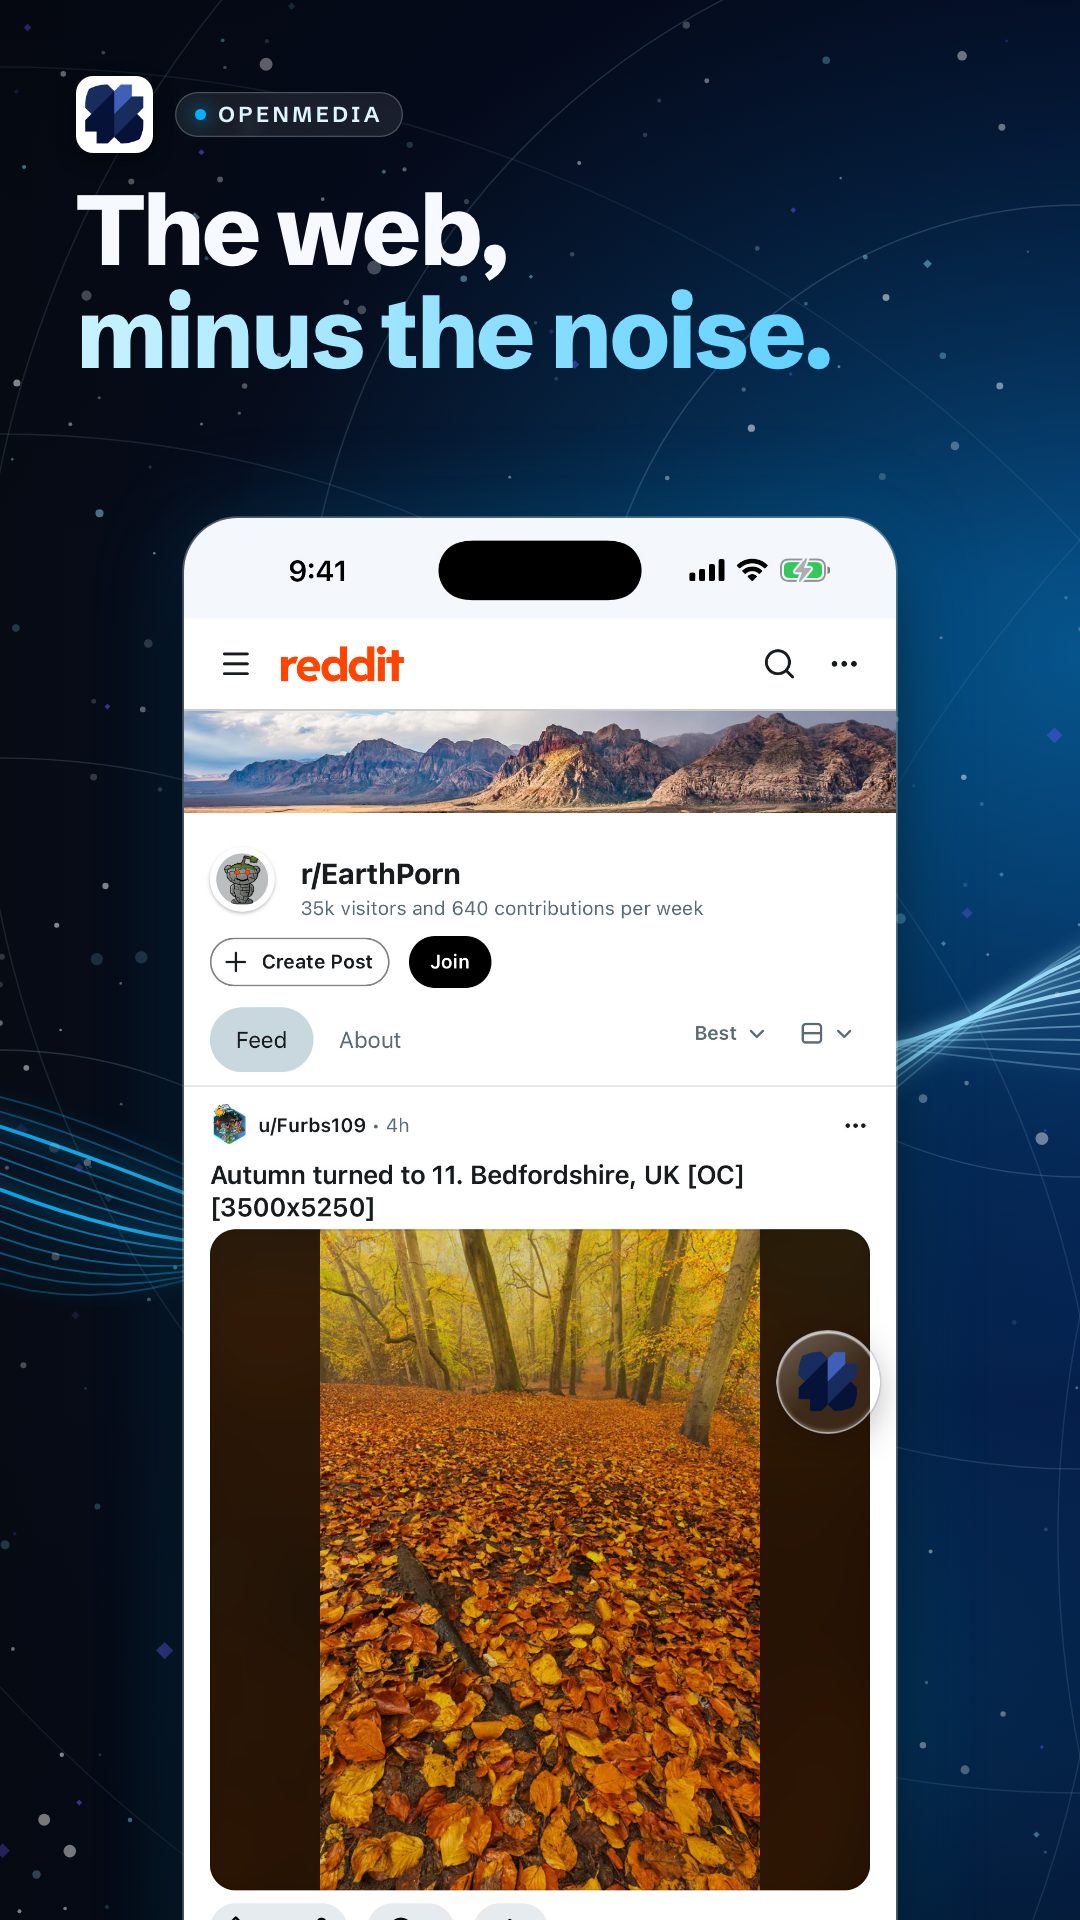 OPENMEDIA
The web,
minus the noise.
9:41
reddit
r/EarthPorn
35k visitors and 640 contributions per week
Create Post
Join
Feed
About
Best
u/Furbs109 • 4h
Autumn turned to 11. Bedfordshire, UK [OC]
[3500x5250]